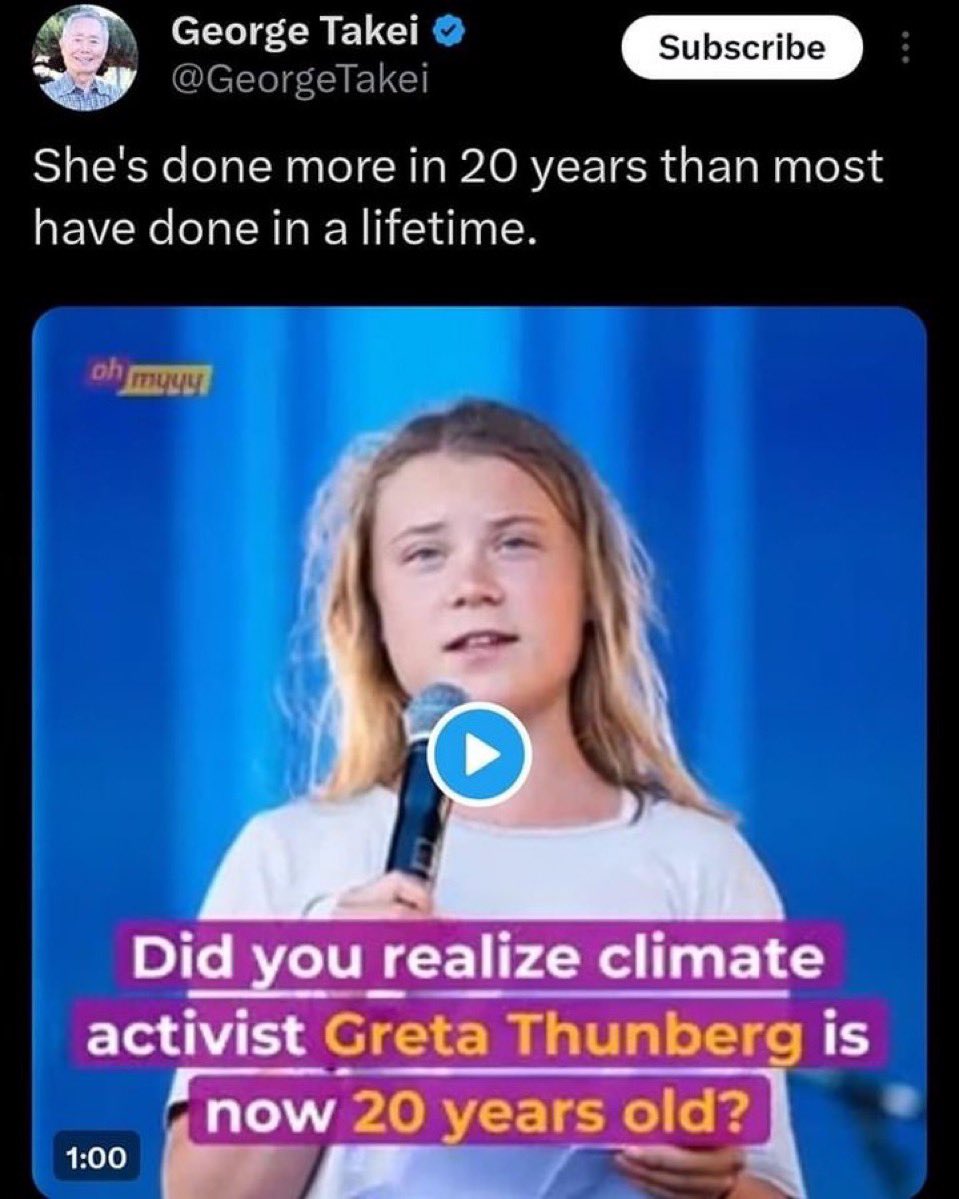 George Takei
@GeorgeTakei
Subscribe
She's done more in 20 years than most
have done in a lifetime.
oh myyy
Did you realize climate
activist Greta Thunberg is
now 20 years old?
1:00